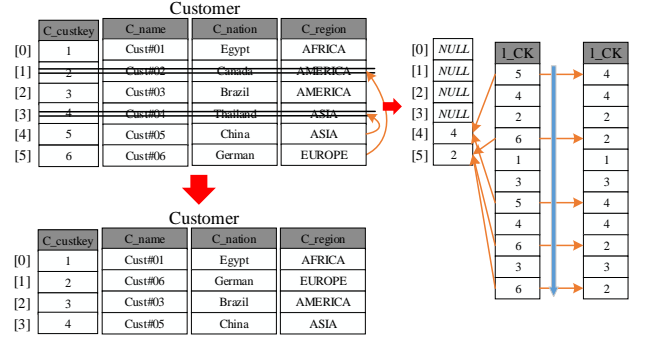 Customer
C_custkey C_name C_nation C_region
[0] 1 Cust#01 Egypt AFRICA
[1] 2 Cust#02 Canada AMERICA
[2] 3 Cust#03 Brazil AMERICA
[3] 4 Cust#04 Thailand ASIA
[4] 5 Cust#05 China ASIA
[5] 6 Cust#06 German EUROPE
[0] NULL
[1] NULL
[2] NULL
[3] NULL
[4] 4
[5] 2
l_CK l_CK
5 4
4 4
2 2
6 2
1 1
3 3
5 4
4 4
6 2
3 3
6 2
Customer
C_custkey C_name C_nation C_region
[0] 1 Cust#01 Egypt AFRICA
[1] 2 Cust#06 German EUROPE
[2] 3 Cust#03 Brazil AMERICA
[3] 4 Cust#05 China ASIA